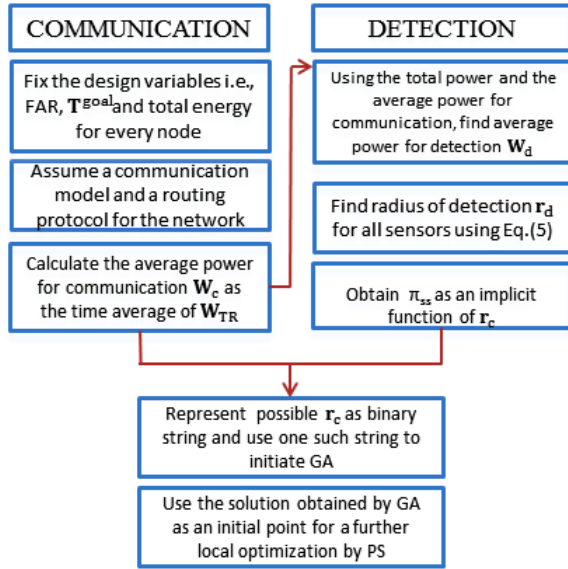 COMMUNICATION
Fix the design variables i.e.,
FAR, T^goal and total energy
for every node
Assume a communication
model and a routing
protocol for the network
Calculate the average power
for communication W_c as
the time average of W_TR
DETECTION
Using the total power and the
average power for
communication, find average
power for detection W_d
Find radius of detection r_d
for all sensors using Eq.(5)
Obtain π_ss as an implicit
function of r_c
Represent possible r_c as binary
string and use one such string to
initiate GA
Use the solution obtained by GA
as an initial point for a further
local optimization by PS